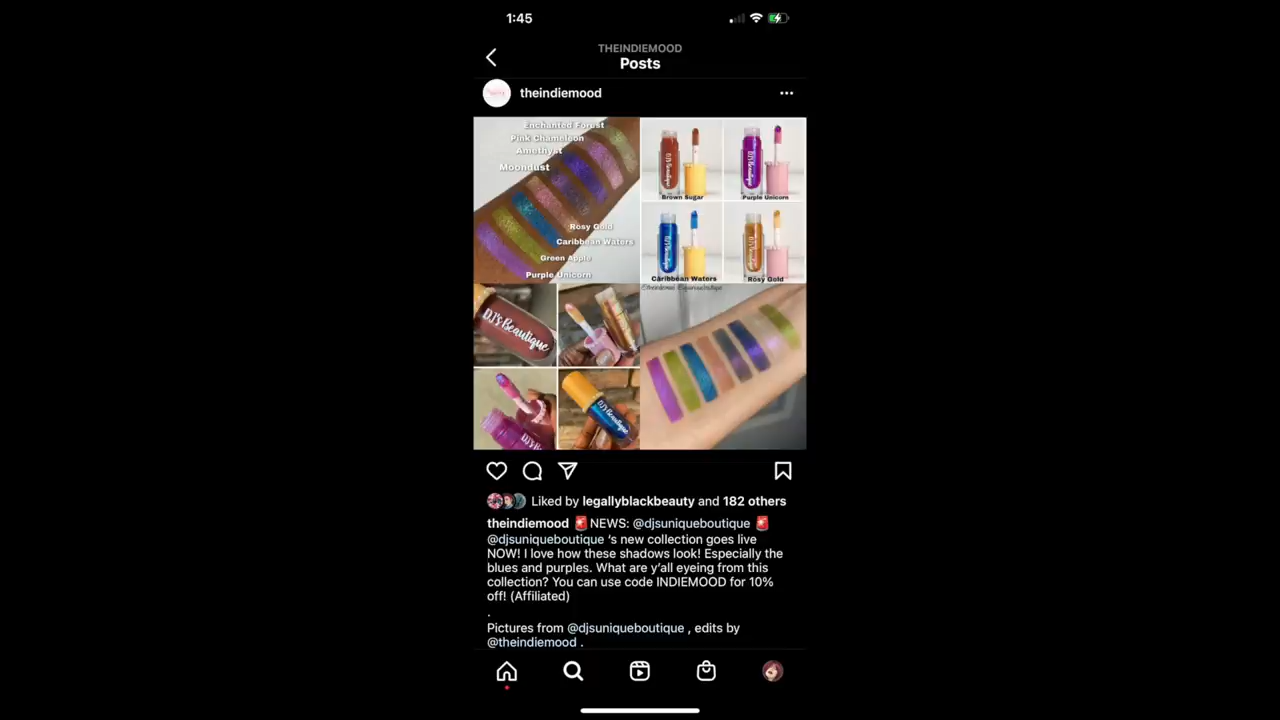 1:45
THEINDIEMOOD
Posts
theindiemood
Enchanted Forest
Pink Chameleon
Amethyst
Moondust
Rosy Gold
Caribbean Waters
Green Apple
Purple Unicorn
Brown Sugar
Purple Unicorn
Caribbean Waters
Rosy Gold
DJ's Beautique
DJ's Beautique
Liked by legallyblackbeauty and 182 others
theindiemood 🚨NEWS: @djsuniqueboutique 🚨
@djsuniqueboutique ‘s new collection goes live
NOW! I love how these shadows look! Especially the
blues and purples. What are y’all eyeing from this
collection? You can use code INDIEMOOD for 10%
off! (Affiliated)
.
Pictures from @djsuniqueboutique , edits by
@theindiemood .